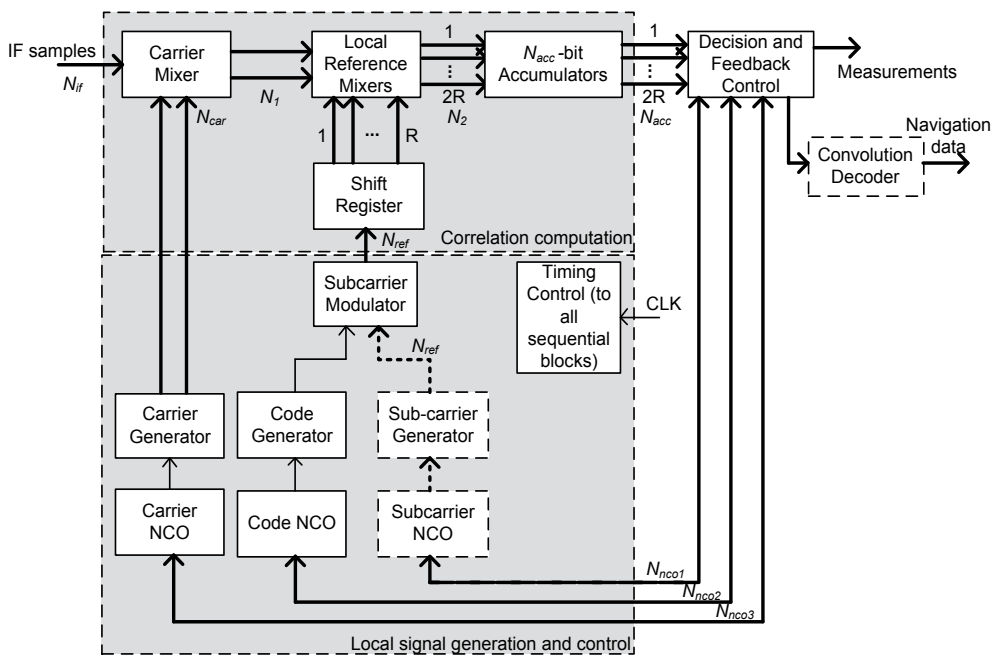 IF samples
N_if
Carrier
Mixer
N_1
N_car
Local
Reference
Mixers
1
2R
N_2
N_acc-bit
Accumulators
1
2R
N_acc
Decision and
Feedback
Control
Measurements
Navigation
data
Convolution
Decoder
1
...
R
Shift
Register
N_ref
Correlation computation
Subcarrier
Modulator
Timing
Control (to
all
sequential
blocks)
CLK
N_ref
Carrier
Generator
Code
Generator
Sub-carrier
Generator
Carrier
NCO
Code NCO
Subcarrier
NCO
N_nco1
N_nco2
N_nco3
Local signal generation and control